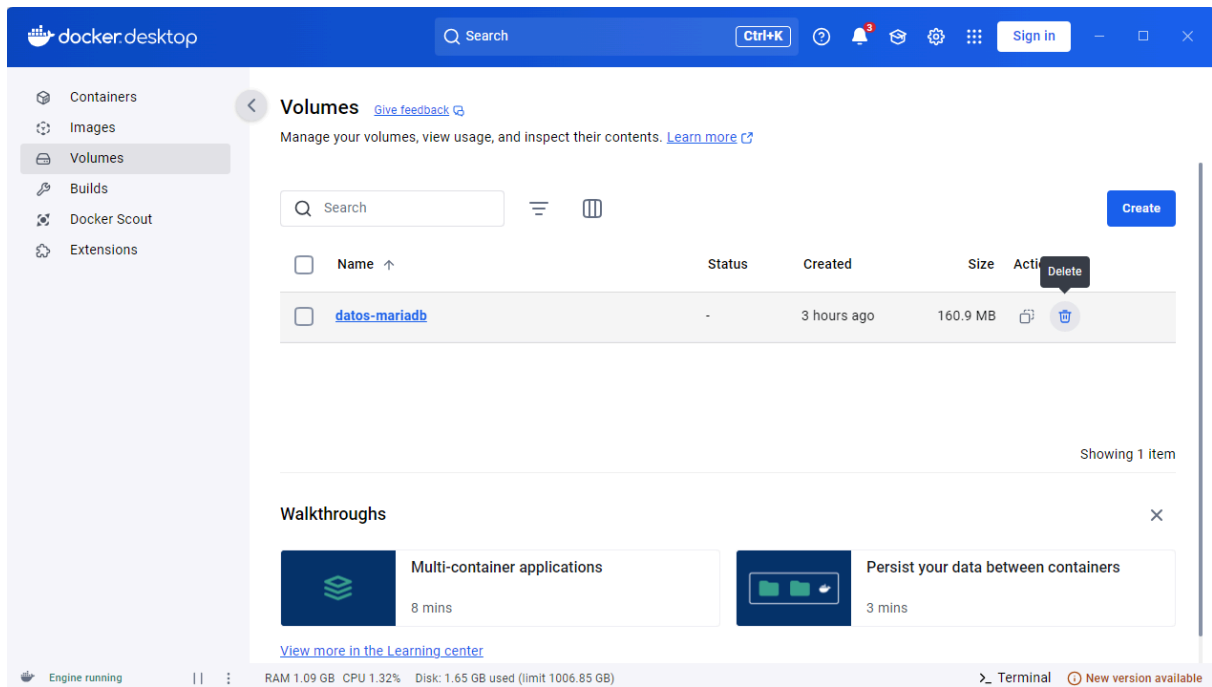 docker.desktop
Search
Ctrl+K
3
Sign in
Containers
Images
Volumes
Builds
Docker Scout
Extensions
Volumes Give feedback
Manage your volumes, view usage, and inspect their contents. Learn more
Search
Create
Name Status Created Size Acti
Delete
datos-mariadb - 3 hours ago 160.9 MB
Showing 1 item
Walkthroughs
Multi-container applications
8 mins
Persist your data between containers
3 mins
View more in the Learning center
Engine running RAM 1.09 GB CPU 1.32% Disk: 1.65 GB used (limit 1006.85 GB) >_ Terminal New version available